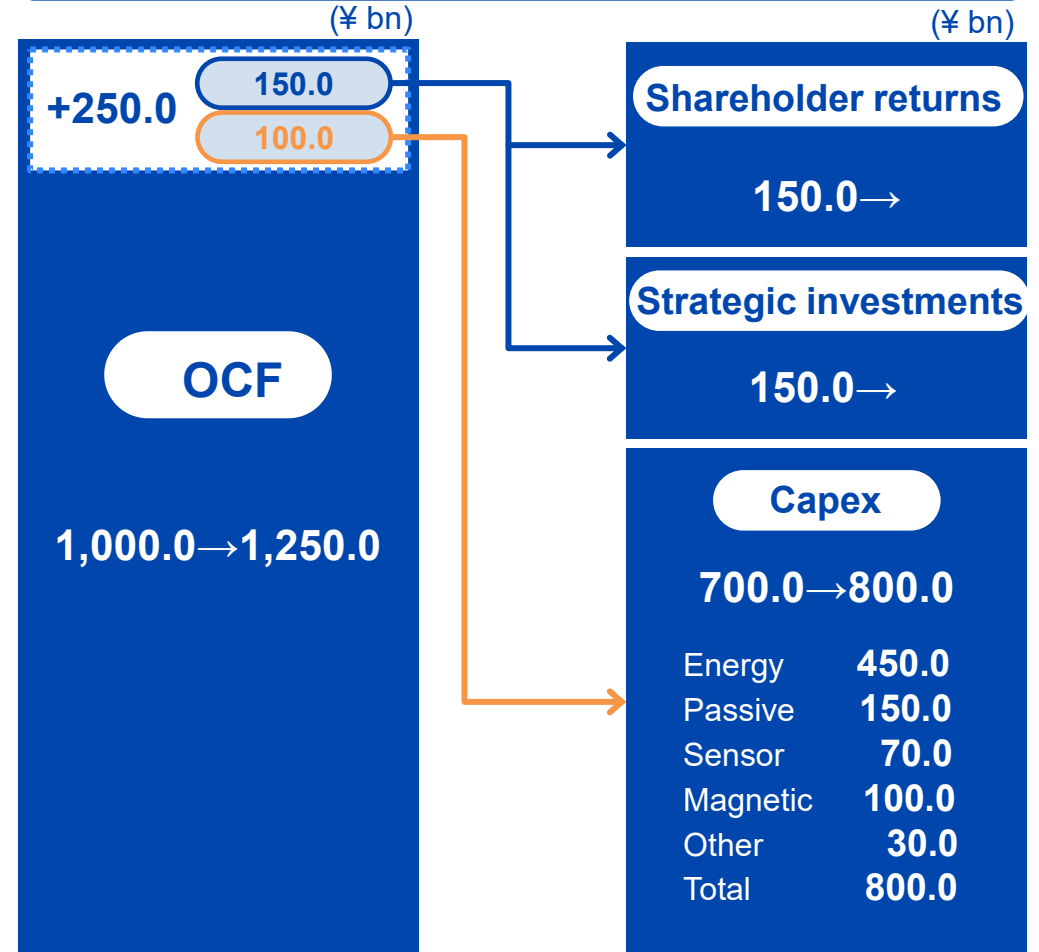 (¥ bn)
+250.0
150.0
100.0
OCF
1,000.0→1,250.0
(¥ bn)
Shareholder returns
150.0→
Strategic investments
150.0→
Capex
700.0→800.0
Energy 450.0
Passive 150.0
Sensor 70.0
Magnetic 100.0
Other 30.0
Total 800.0